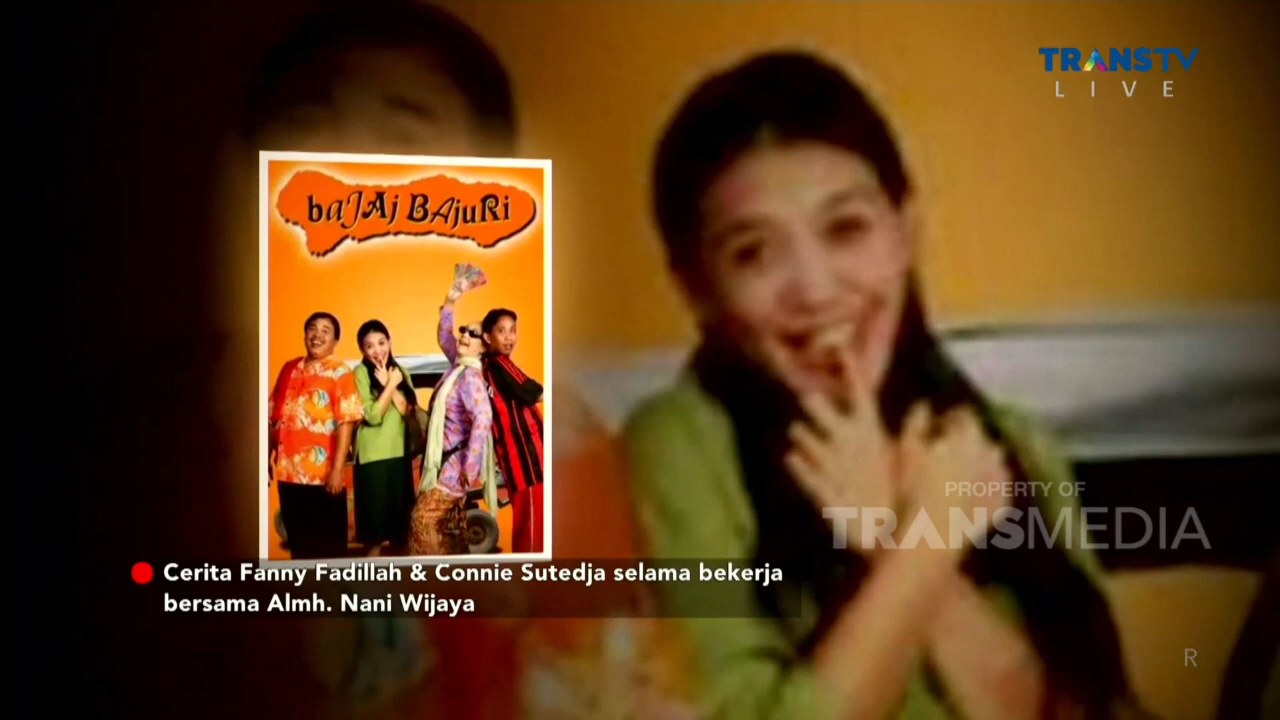 TRANSTV
LIVE
baJAj BAjuRi
PROPERTY OF
TRANSMEDIA
Cerita Fanny Fadillah & Connie Sutedja selama bekerja
bersama Almh. Nani Wijaya
R